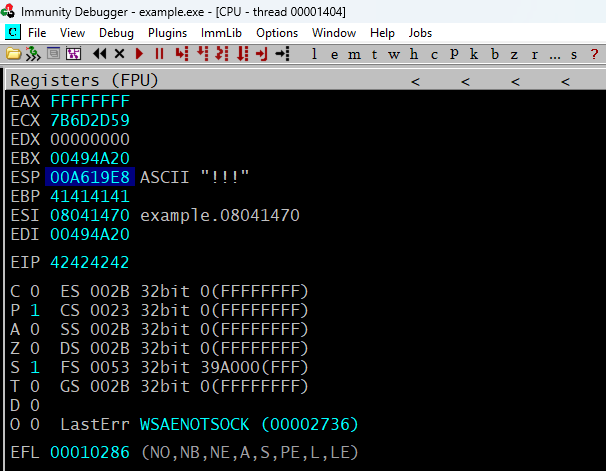 Immunity Debugger - example.exe - [CPU - thread 00001404]
C File View Debug Plugins ImmLib Options Window Help Jobs
l e m t w h c p k b z r ... s ?
Registers (FPU) < < < <
EAX FFFFFFFF
ECX 7B6D2D59
EDX 00000000
EBX 00494A20
ESP 00A619E8 ASCII "!!!"
EBP 41414141
ESI 08041470 example.08041470
EDI 00494A20
EIP 42424242
C 0 ES 002B 32bit 0(FFFFFFFF)
P 1 CS 0023 32bit 0(FFFFFFFF)
A 0 SS 002B 32bit 0(FFFFFFFF)
Z 0 DS 002B 32bit 0(FFFFFFFF)
S 1 FS 0053 32bit 39A000(FFF)
T 0 GS 002B 32bit 0(FFFFFFFF)
D 0
O 0 LastErr WSAENOTSOCK (00002736)
EFL 00010286 (NO,NB,NE,A,S,PE,L,LE)